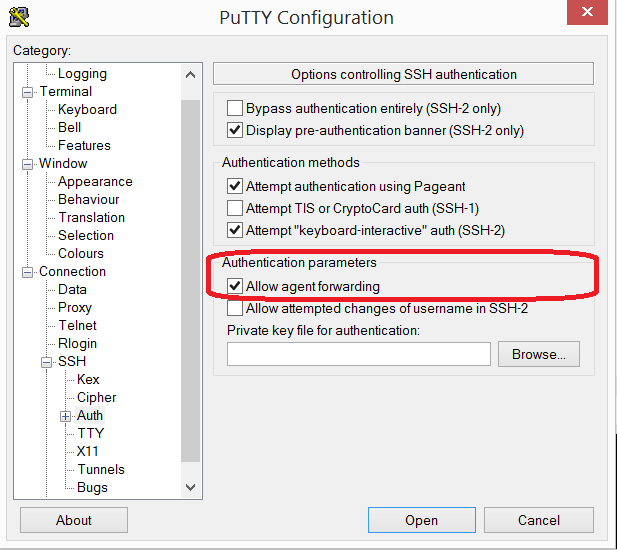 PuTTY Configuration
Category:
Logging
Terminal
Keyboard
Bell
Features
Window
Appearance
Behaviour
Translation
Selection
Colours
Connection
Data
Proxy
Telnet
Rlogin
SSH
Kex
Cipher
Auth
TTY
X11
Tunnels
Bugs
Options controlling SSH authentication
Bypass authentication entirely (SSH-2 only)
Display pre-authentication banner (SSH-2 only)
Authentication methods
Attempt authentication using Pageant
Attempt TIS or CryptoCard auth (SSH-1)
Attempt "keyboard-interactive" auth (SSH-2)
Authentication parameters
Allow agent forwarding
Allow attempted changes of username in SSH-2
Private key file for authentication:
Browse...
About
Open
Cancel